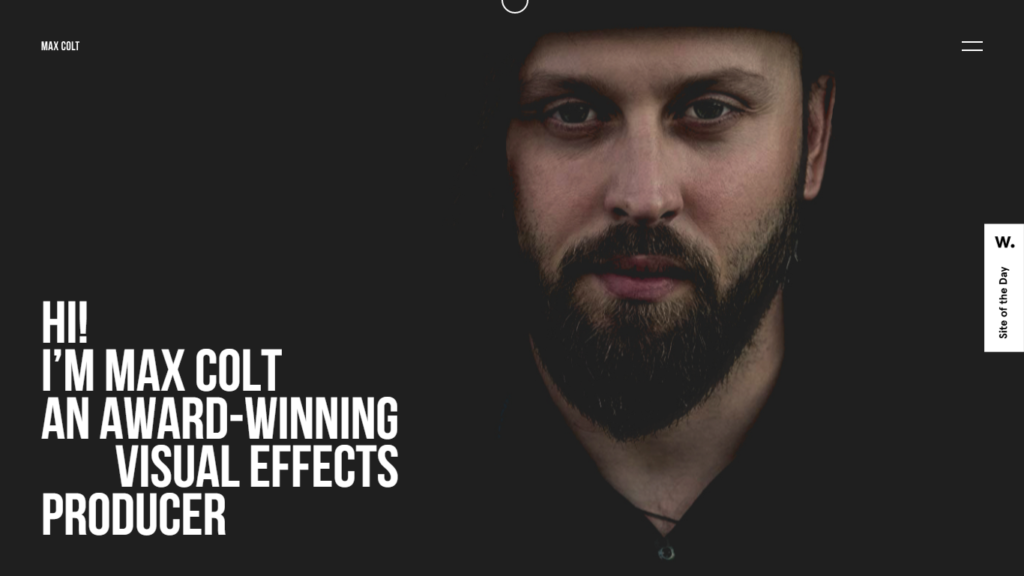 MAX COLT
W.
Site of the Day
HI!
I'M MAX COLT
AN AWARD-WINNING
VISUAL EFFECTS
PRODUCER